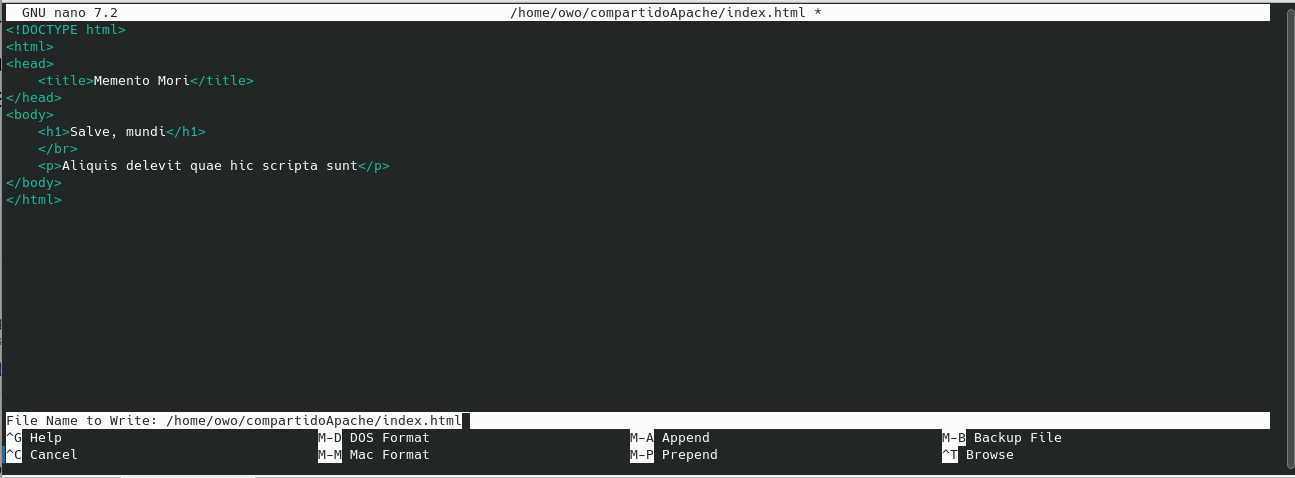 GNU nano 7.2 /home/owo/compartidoApache/index.html *
<!DOCTYPE html>
<html>
<head>
    <title>Memento Mori</title>
</head>
<body>
    <h1>Salve, mundi</h1>
    </br>
    <p>Aliquis delevit quae hic scripta sunt</p>
</body>
</html>
File Name to Write: /home/owo/compartidoApache/index.html
^G Help M-D DOS Format M-A Append M-B Backup File
^C Cancel M-M Mac Format M-P Prepend ^T Browse